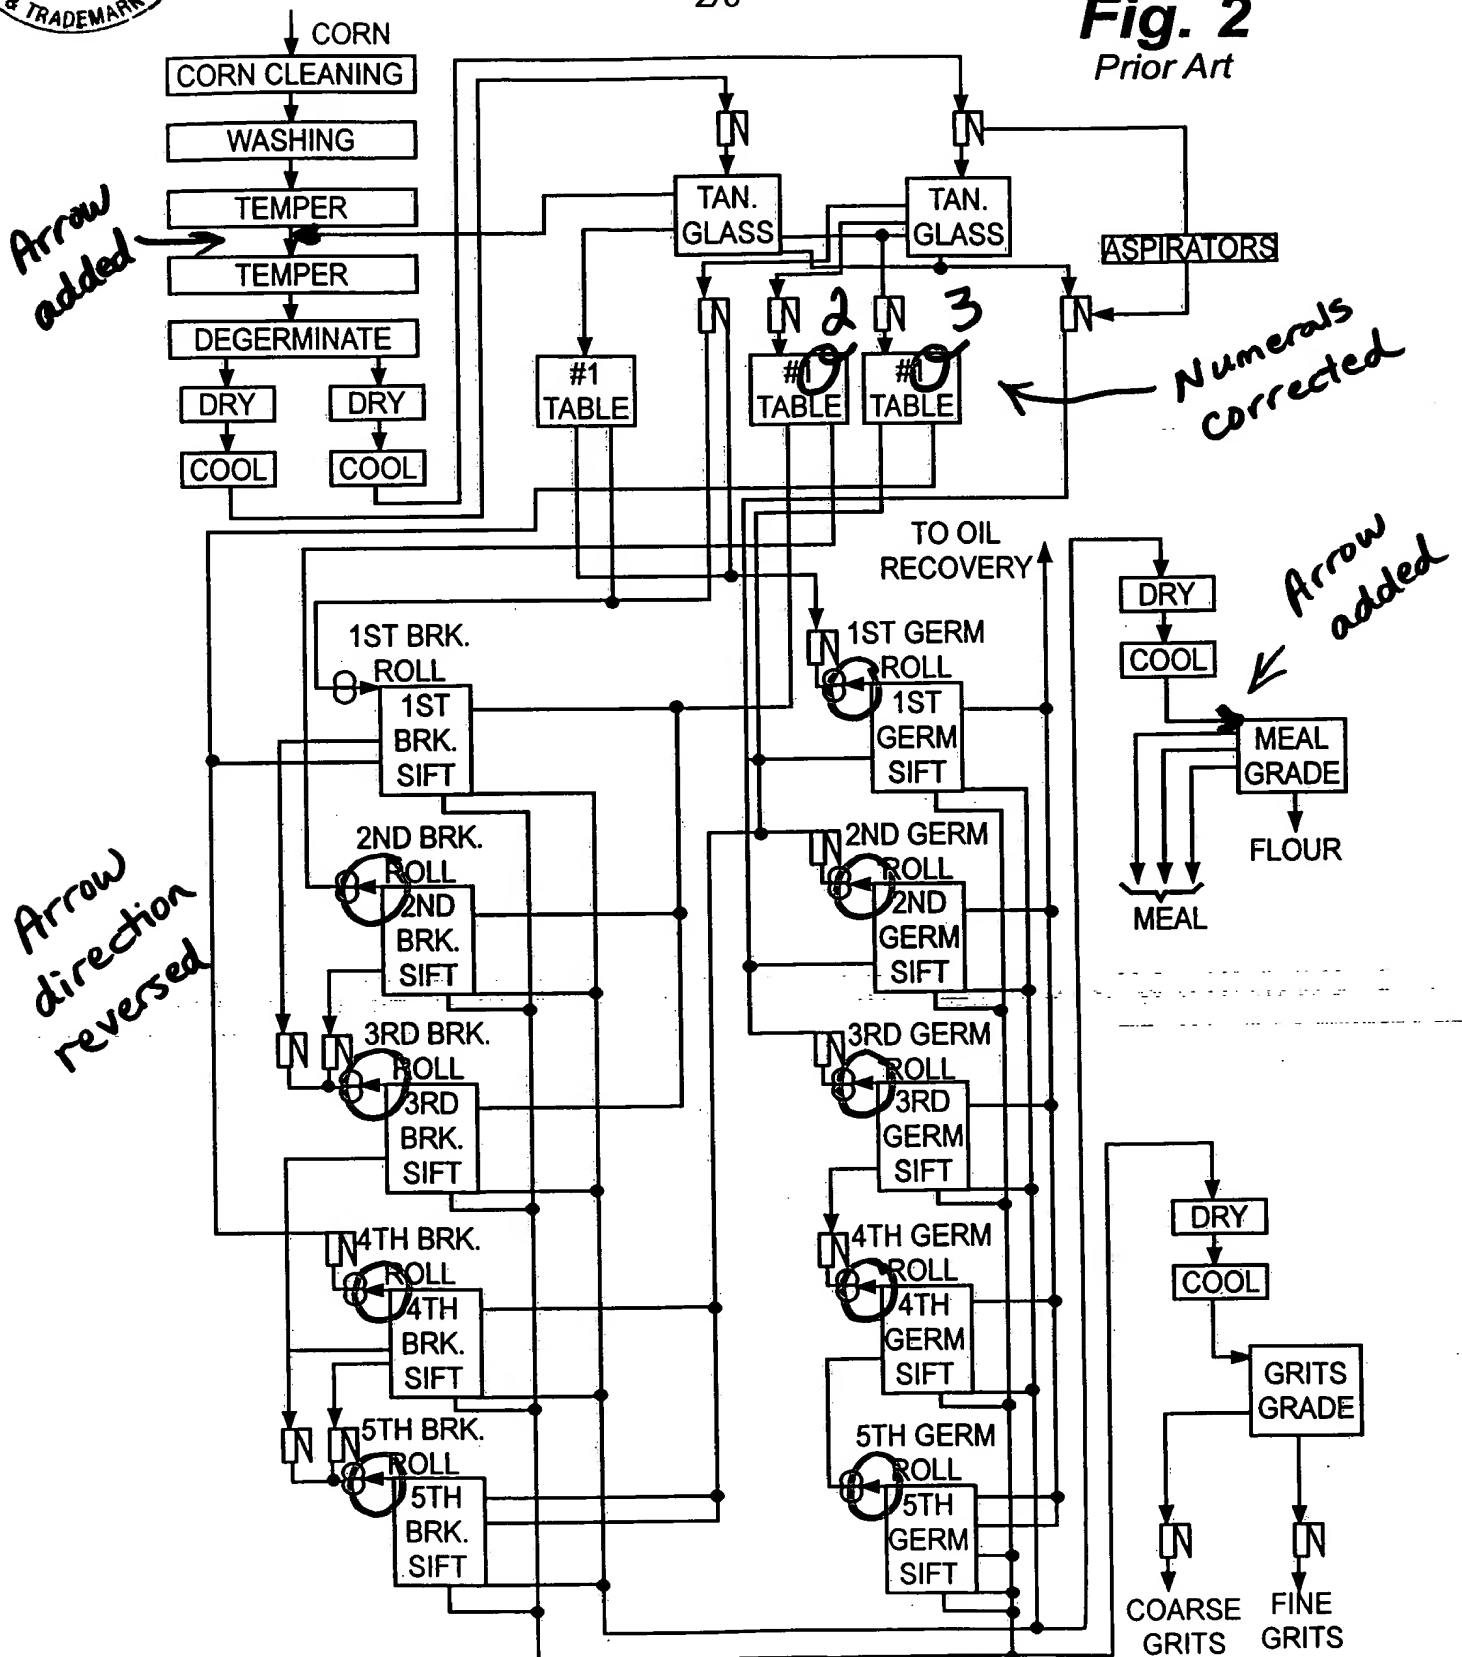 & TRADEMARK
2/6
Fig. 2
Prior Art
CORN
CORN CLEANING
WASHING
TEMPER
TEMPER
DEGERMINATE
DRY
DRY
COOL
COOL
Arrow
added
TAN.
GLASS
TAN.
GLASS
ASPIRATORS
2
3
#1
TABLE
#1
TABLE
#1
TABLE
Numerals
corrected
TO OIL
RECOVERY
DRY
COOL
Arrow
added
MEAL
GRADE
FLOUR
MEAL
1ST BRK.
ROLL
1ST
BRK.
SIFT
2ND BRK.
ROLL
2ND
BRK.
SIFT
Arrow
direction
reversed
3RD BRK.
ROLL
3RD
BRK.
SIFT
4TH BRK.
ROLL
4TH
BRK.
SIFT
5TH BRK.
ROLL
5TH
BRK.
SIFT
1ST GERM
ROLL
1ST
GERM
SIFT
2ND GERM
ROLL
2ND
GERM
SIFT
3RD GERM
ROLL
3RD
GERM
SIFT
4TH GERM
ROLL
4TH
GERM
SIFT
5TH GERM
ROLL
5TH
GERM
SIFT
DRY
COOL
GRITS
GRADE
COARSE
GRITS
FINE
GRITS